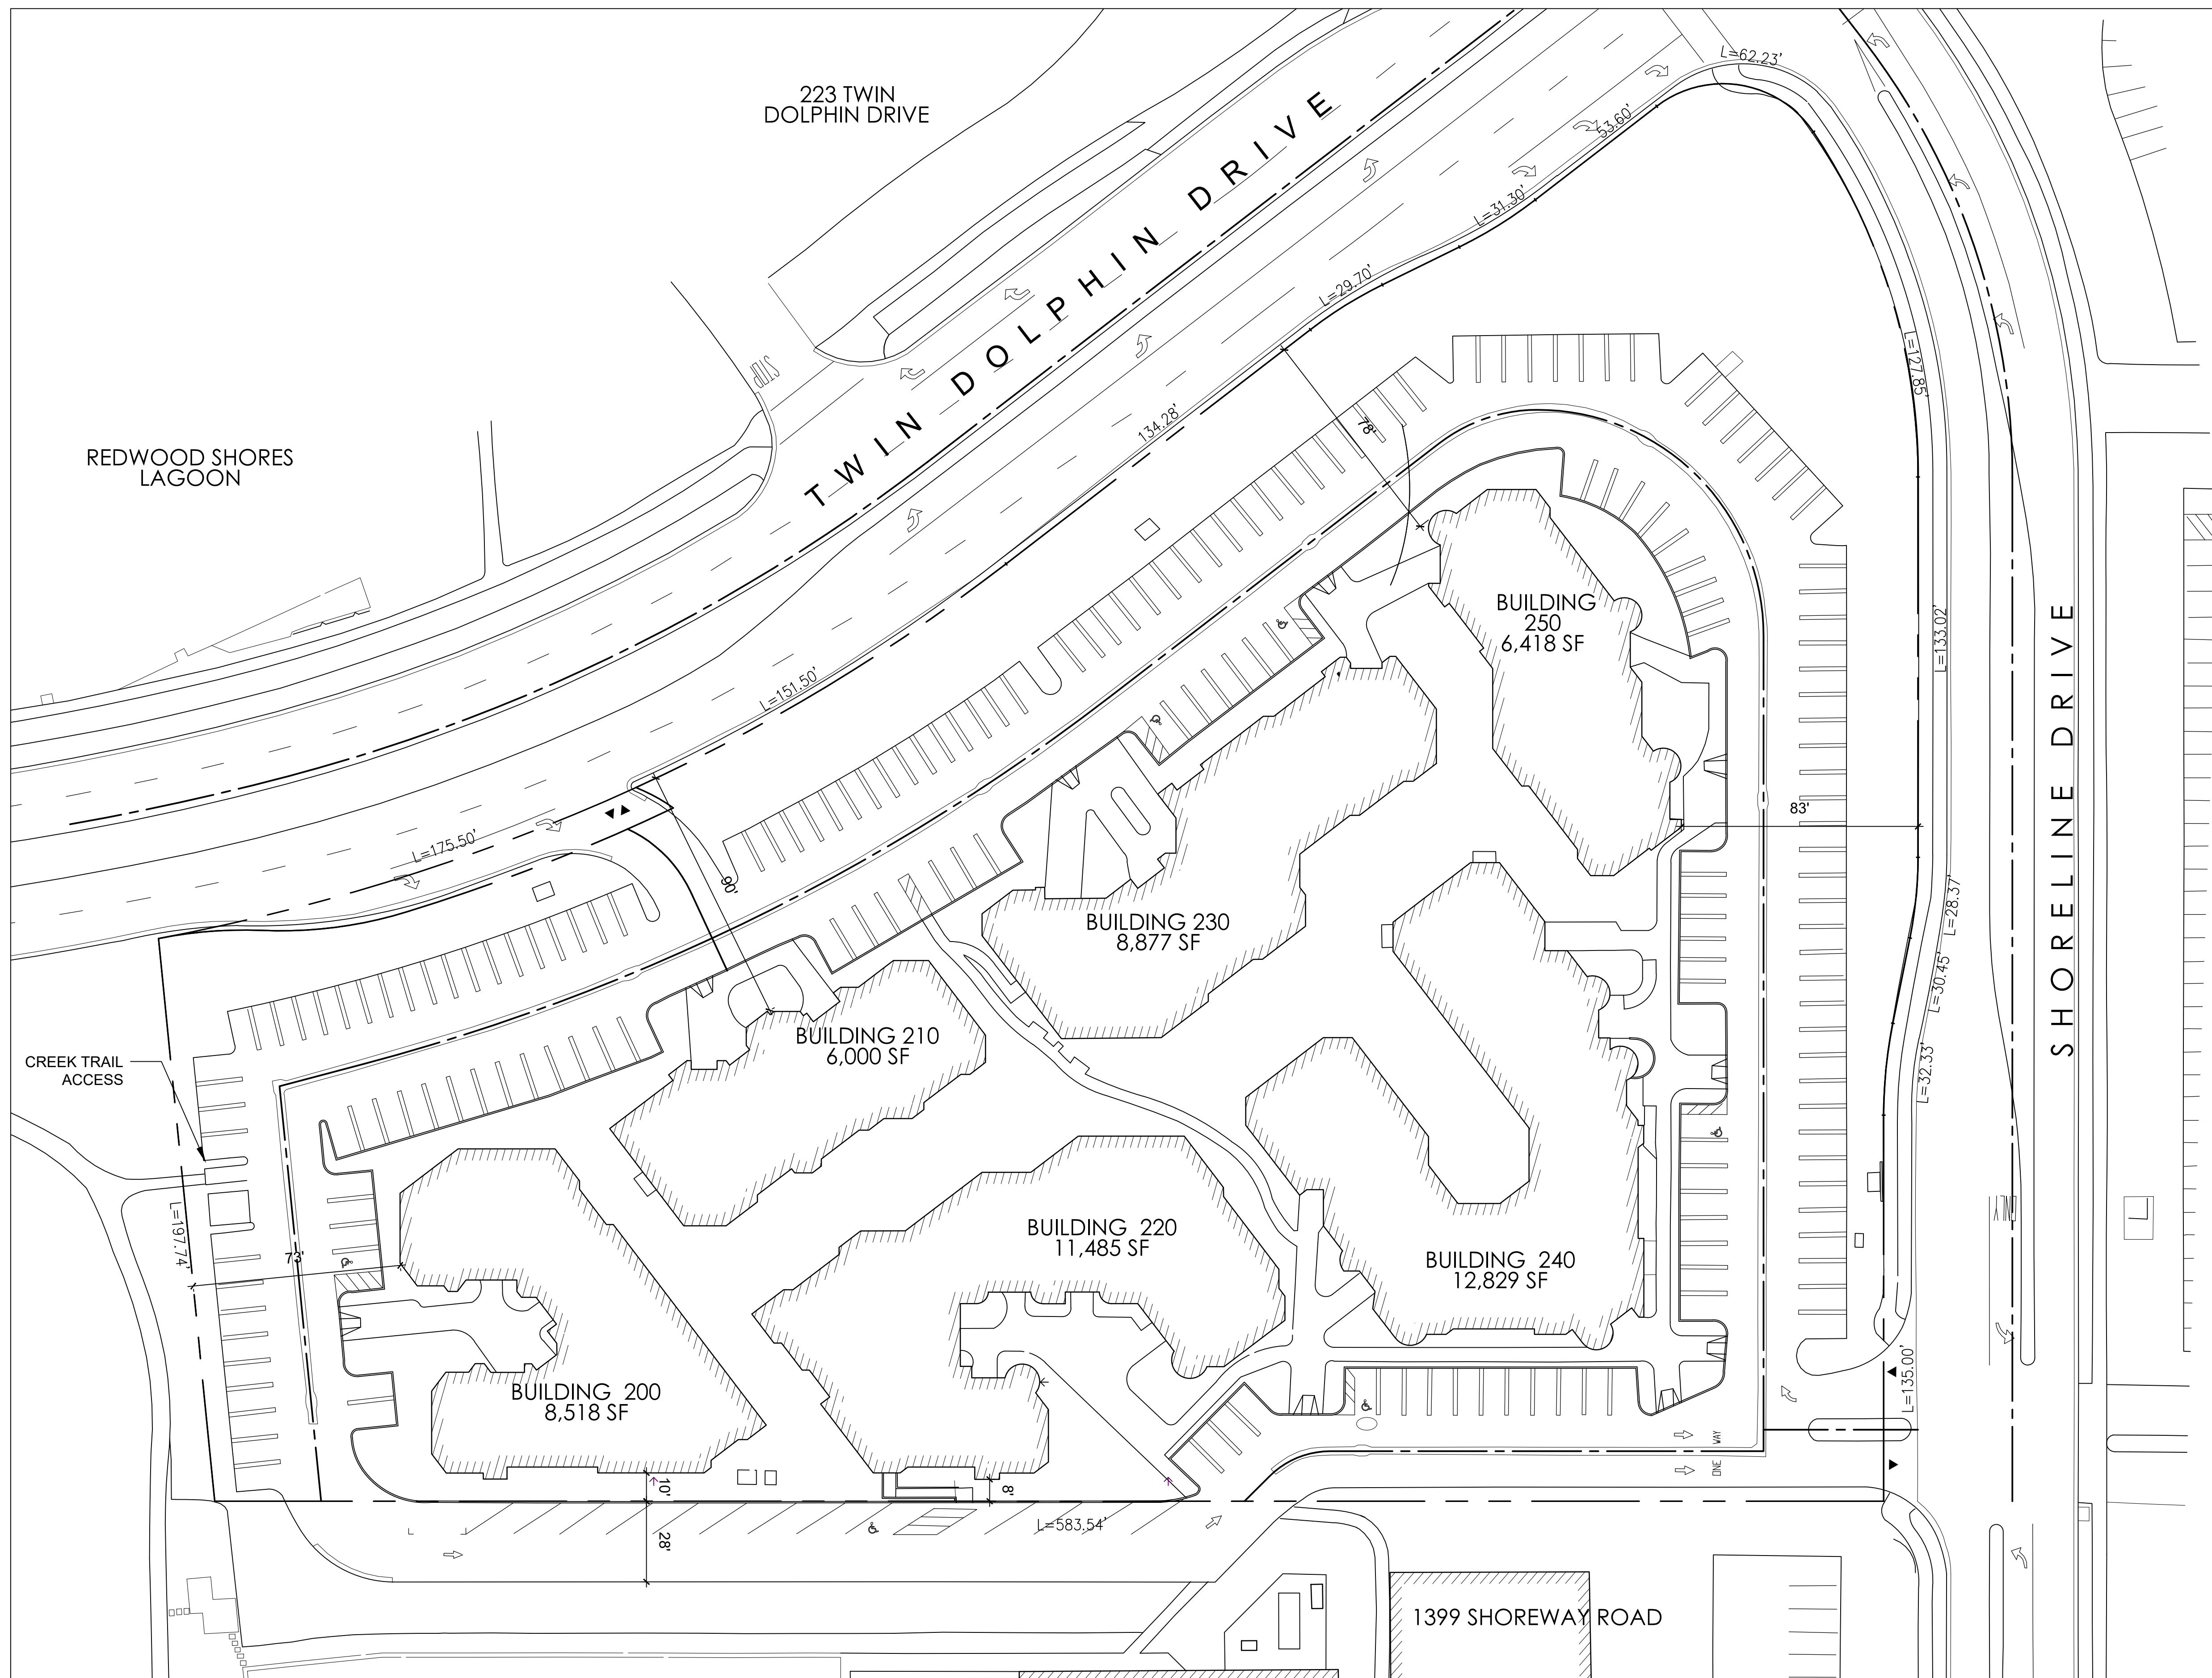 L=62.23'
223 TWIN
DOLPHIN DRIVE
53.60'
TWIN DOLPHIN DRIVE
L=31.30'
L=29.70'
STOP
L=127.85'
134.28'
78'
REDWOOD SHORES
LAGOON
BUILDING
250
6,418 SF
L=133.02'
SHORELINE DRIVE
L=151.50'
83'
L=175.50'
90'
L=28.37'
BUILDING 230
8,877 SF
L=30.45'
BUILDING 210
6,000 SF
CREEK TRAIL
ACCESS
L=32.33'
L=197.74'
73'
BUILDING 220
11,485 SF
BUILDING 240
12,829 SF
L=135.00'
BUILDING 200
8,518 SF
ONE WAY
10'
8'
L=583.54'
28'
1399 SHOREWAY ROAD